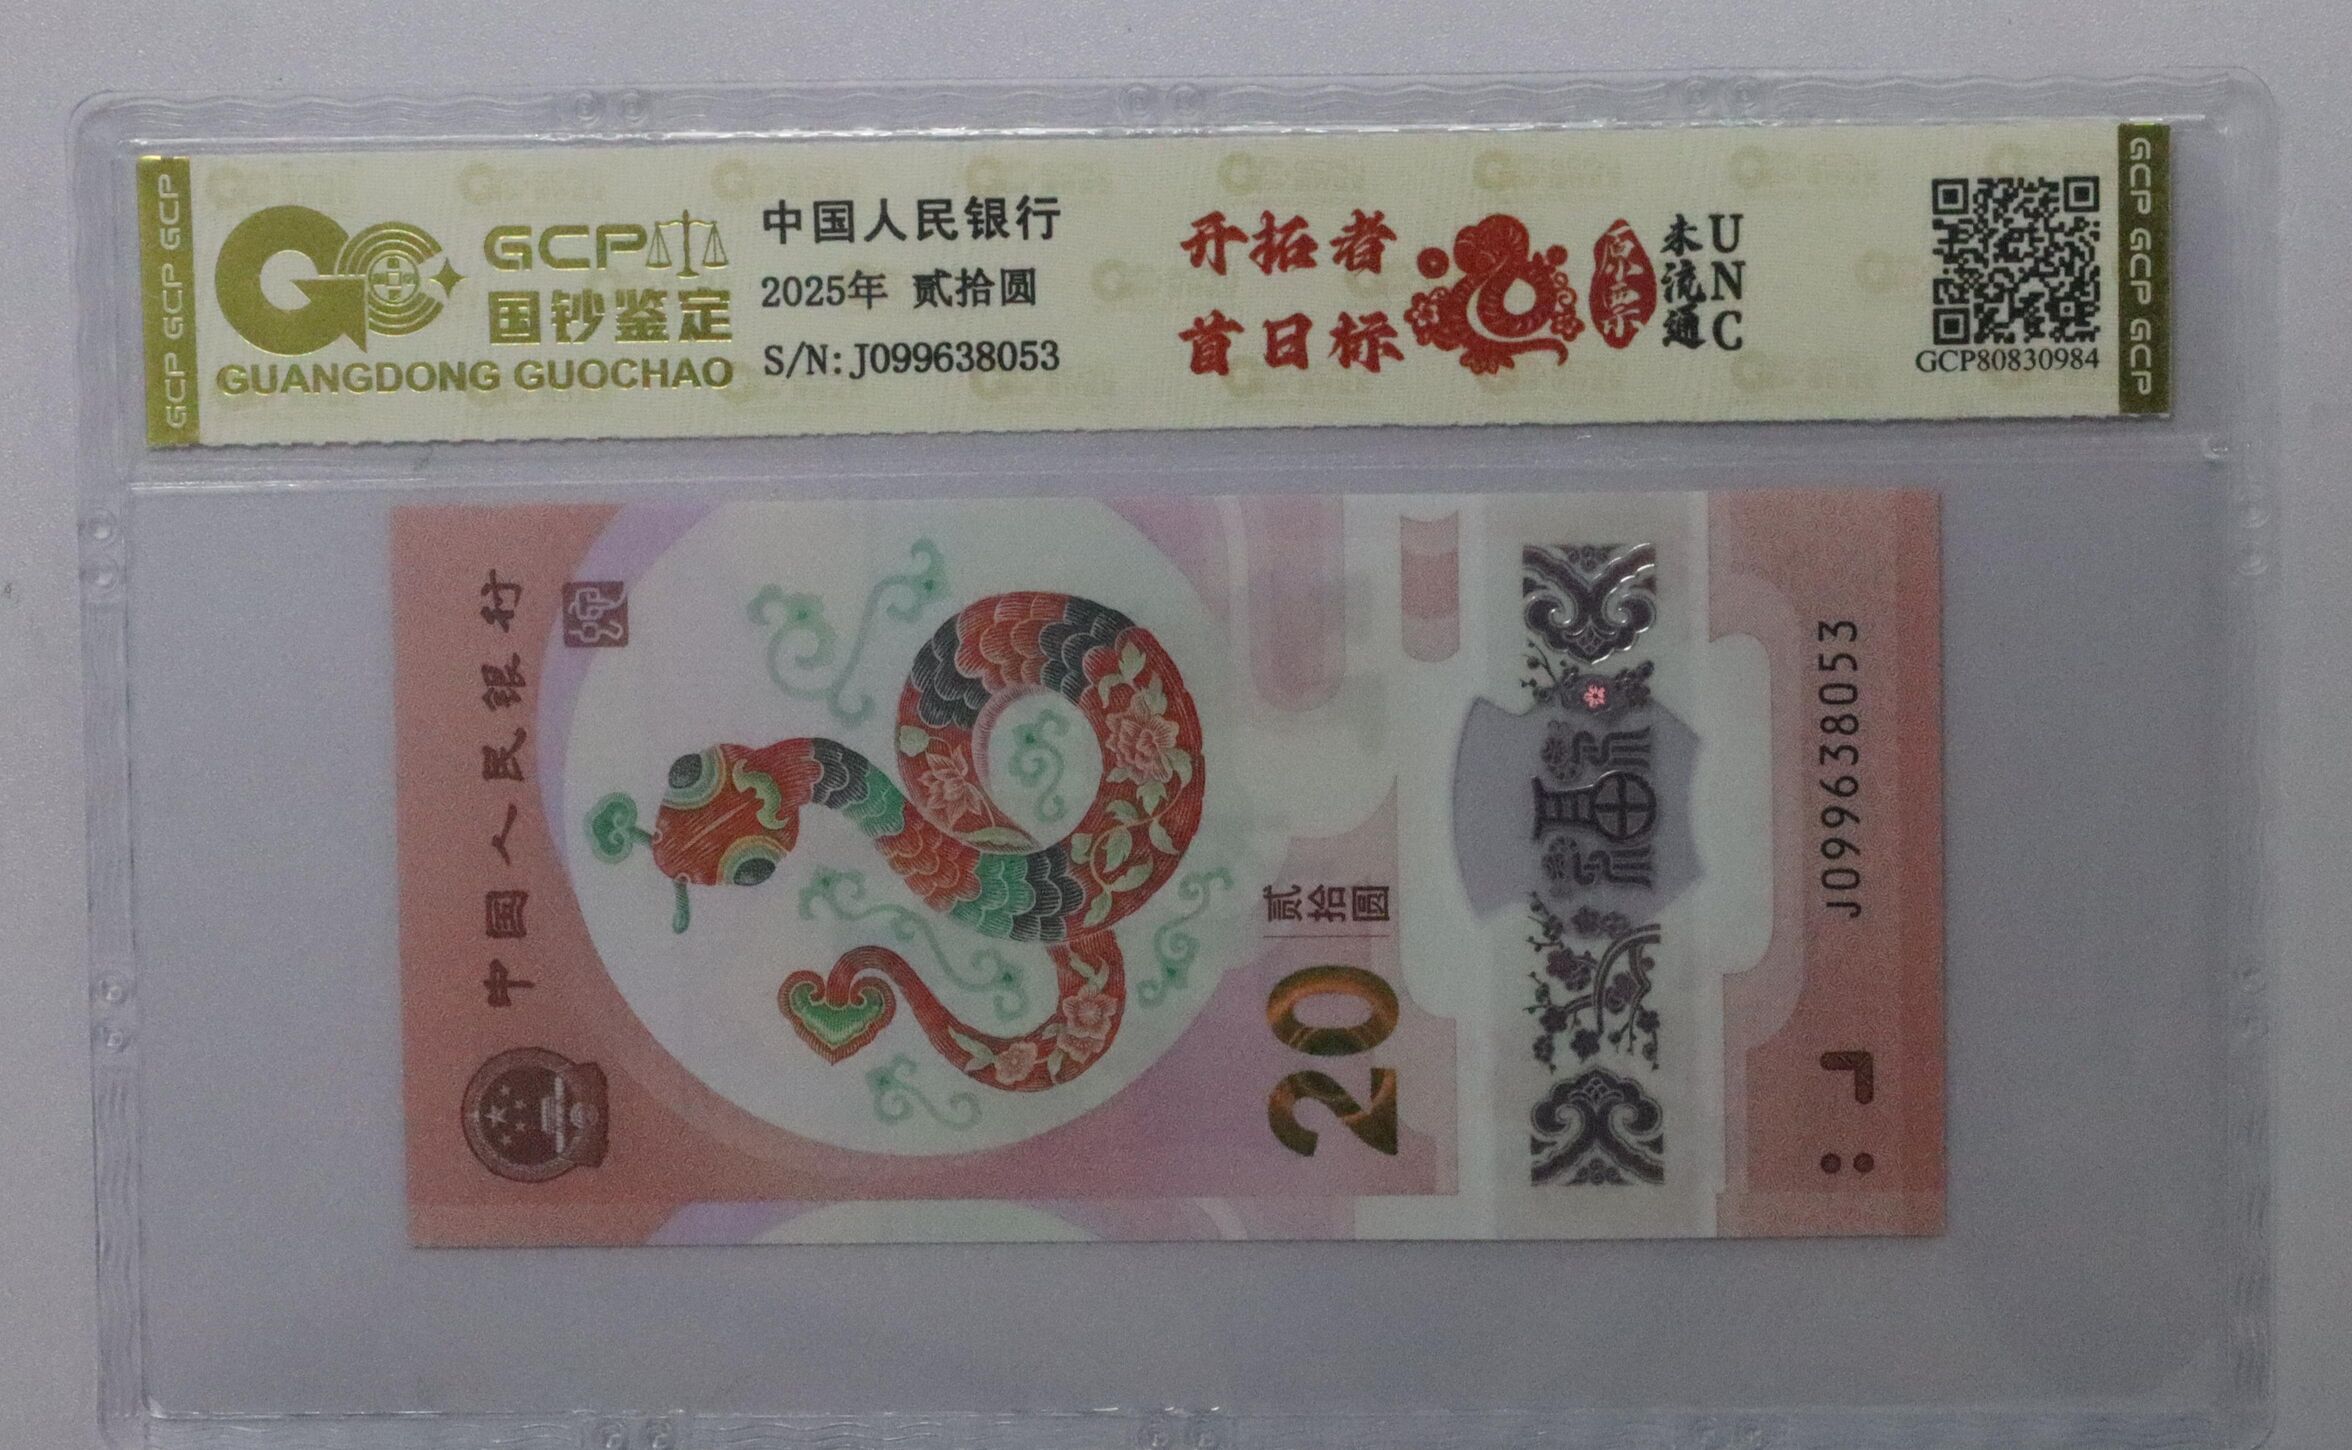 GCP GCP GCP
GCP
国钞鉴定
GUANGDONG GUOCHAO
中国人民银行
2025年 贰拾圆
S/N: J099638053
开拓者
首日标
原票
未流通
UNC
GCP80830984
GCP GCP GCP
中国人民银行
贰拾圆
20
福
J099638053